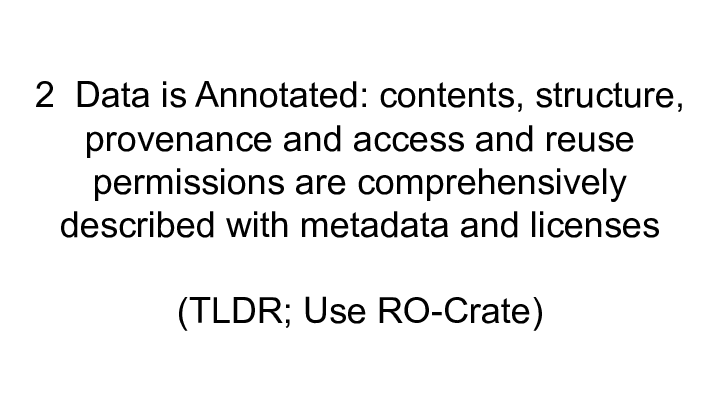 2  Data is Annotated: contents, structure,
provenance and access and reuse
permissions are comprehensively
described with metadata and licenses
(TLDR; Use RO-Crate)